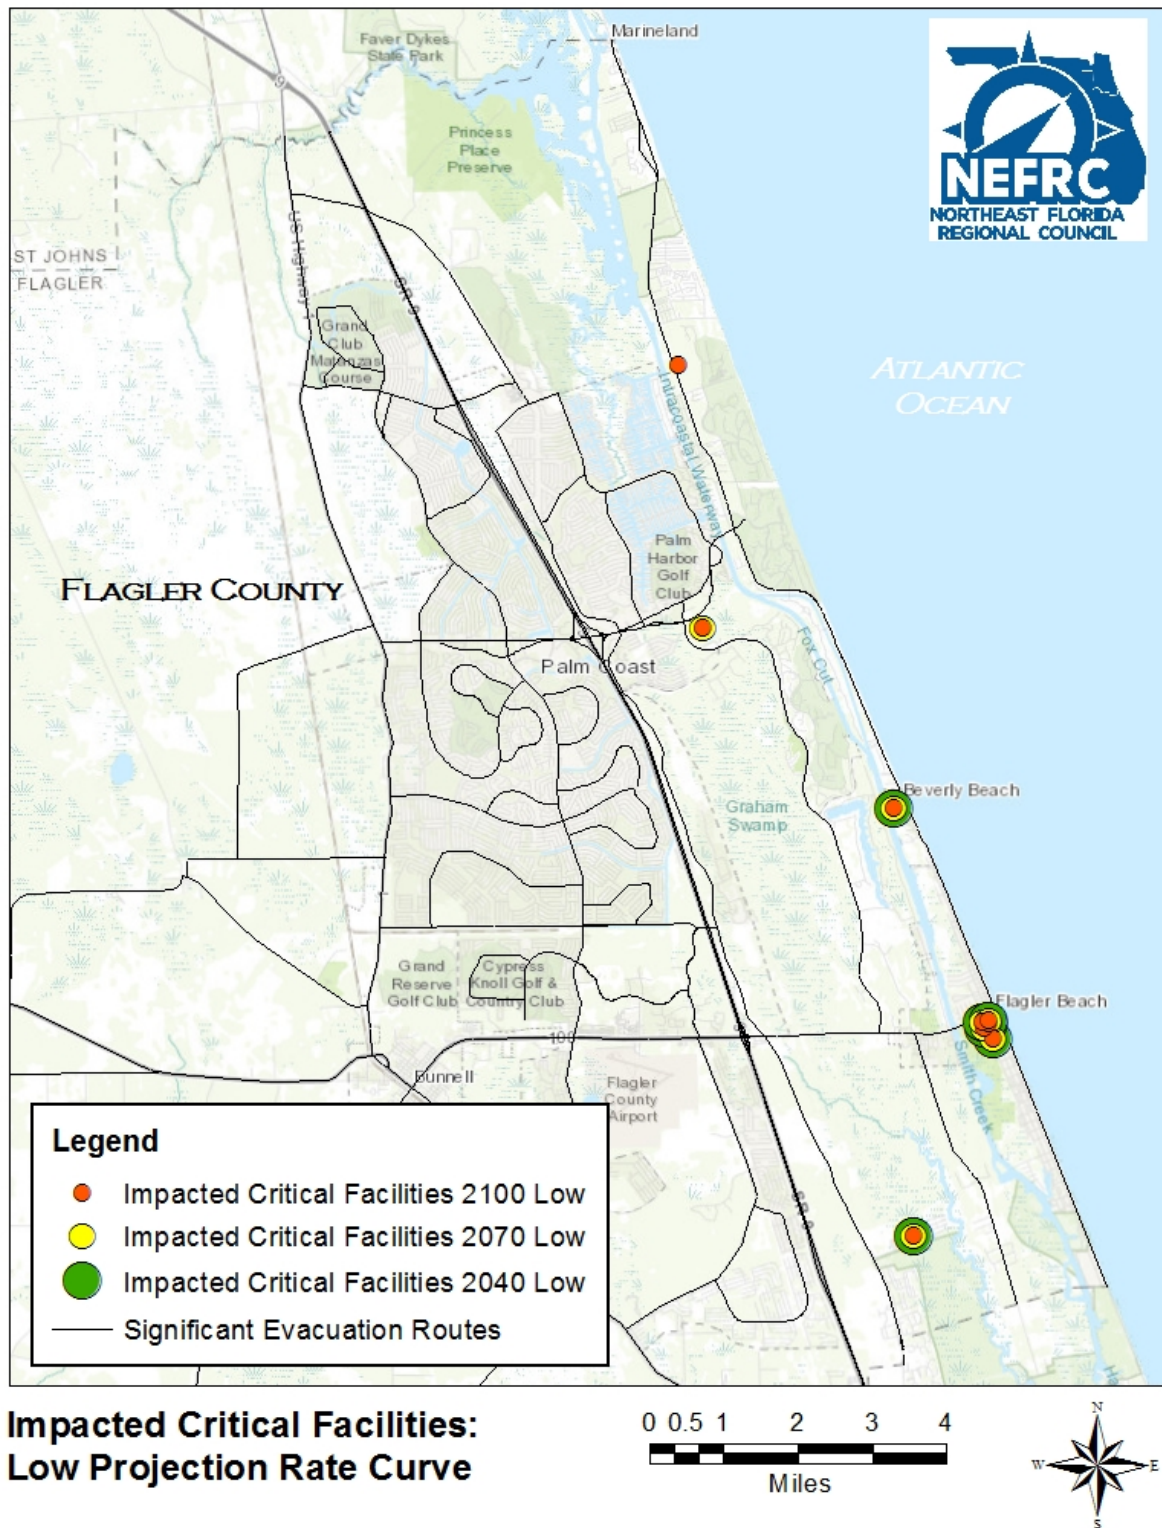 Marineland
Faver Dykes
State Park
9
Princess
Place
Preserve
NEFRC
NORTHEAST FLORIDA
REGIONAL COUNCIL
ST JOHNS
FLAGLER
US Highway 1
SR 9
Grand
Club
Matanzas
Course
ATLANTIC
OCEAN
Intracoastal Waterway
Palm
Harbor
Golf
Club
FLAGLER COUNTY
Palm Coast
Fox Cut
Beverly Beach
Graham
Swamp
Grand
Reserve
Golf Club
Cypress
Knoll Golf &
Country Club
Flagler Beach
100
Bunnell
Flagler
County
Airport
Smith Creek
SR 9
Legend
Impacted Critical Facilities 2100 Low
Impacted Critical Facilities 2070 Low
Impacted Critical Facilities 2040 Low
Significant Evacuation Routes
Impacted Critical Facilities:
Low Projection Rate Curve
0 0.5 1 2 3 4
Miles
N
W E
S